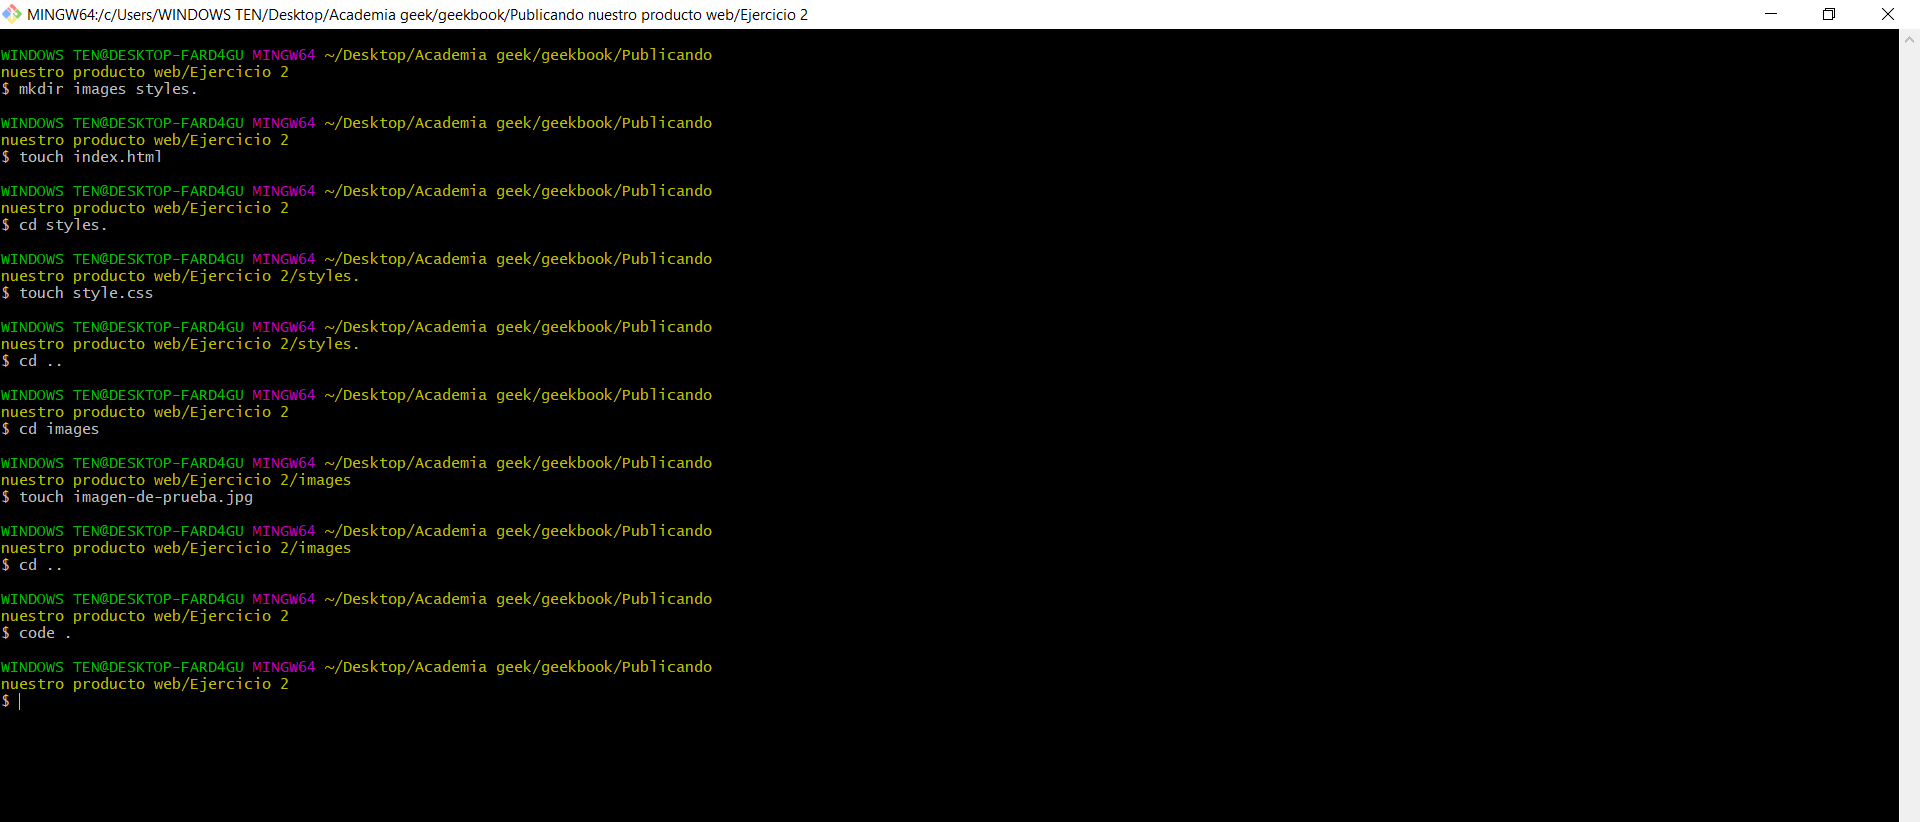 MINGW64:/c/Users/WINDOWS TEN/Desktop/Academia geek/geekbook/Publicando nuestro producto web/Ejercicio 2
WINDOWS TEN@DESKTOP-FARD4GU MINGW64 ~/Desktop/Academia geek/geekbook/Publicando
nuestro producto web/Ejercicio 2
$ mkdir images styles.
WINDOWS TEN@DESKTOP-FARD4GU MINGW64 ~/Desktop/Academia geek/geekbook/Publicando
nuestro producto web/Ejercicio 2
$ touch index.html
WINDOWS TEN@DESKTOP-FARD4GU MINGW64 ~/Desktop/Academia geek/geekbook/Publicando
nuestro producto web/Ejercicio 2
$ cd styles.
WINDOWS TEN@DESKTOP-FARD4GU MINGW64 ~/Desktop/Academia geek/geekbook/Publicando
nuestro producto web/Ejercicio 2/styles.
$ touch style.css
WINDOWS TEN@DESKTOP-FARD4GU MINGW64 ~/Desktop/Academia geek/geekbook/Publicando
nuestro producto web/Ejercicio 2/styles.
$ cd ..
WINDOWS TEN@DESKTOP-FARD4GU MINGW64 ~/Desktop/Academia geek/geekbook/Publicando
nuestro producto web/Ejercicio 2
$ cd images
WINDOWS TEN@DESKTOP-FARD4GU MINGW64 ~/Desktop/Academia geek/geekbook/Publicando
nuestro producto web/Ejercicio 2/images
$ touch imagen-de-prueba.jpg
WINDOWS TEN@DESKTOP-FARD4GU MINGW64 ~/Desktop/Academia geek/geekbook/Publicando
nuestro producto web/Ejercicio 2/images
$ cd ..
WINDOWS TEN@DESKTOP-FARD4GU MINGW64 ~/Desktop/Academia geek/geekbook/Publicando
nuestro producto web/Ejercicio 2
$ code .
WINDOWS TEN@DESKTOP-FARD4GU MINGW64 ~/Desktop/Academia geek/geekbook/Publicando
nuestro producto web/Ejercicio 2
$